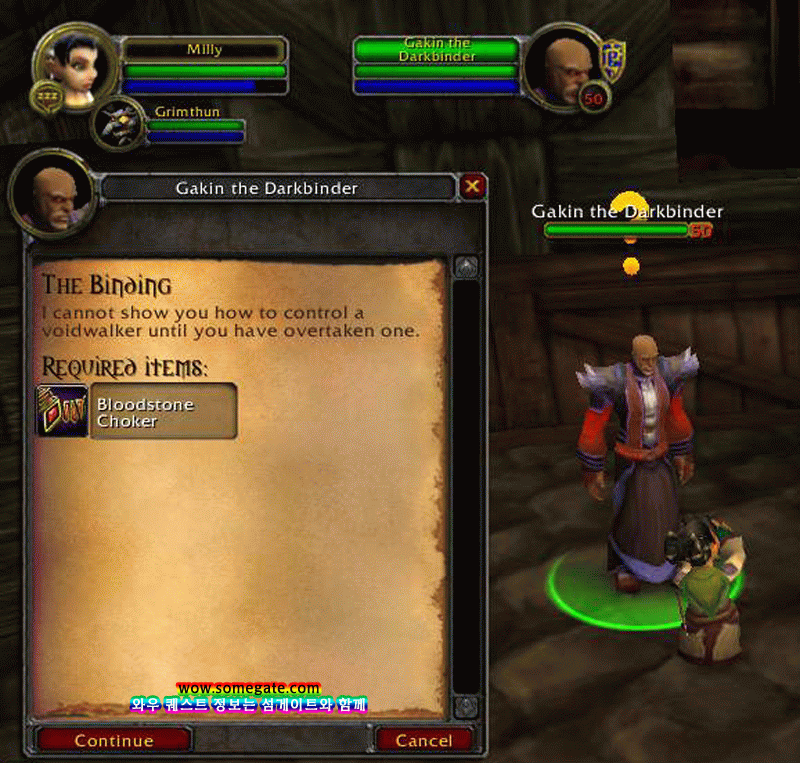 Milly
Gakin the
Darkbinder
zzz
50
Grimthun
Gakin the Darkbinder
Gakin the Darkbinder
The Binding
I cannot show you how to control a
voidwalker until you have overtaken one.
Required items:
Bloodstone
Choker
wow.somegate.com
와우 퀘스트 정보는 섬게이트와 함께
Continue
Cancel